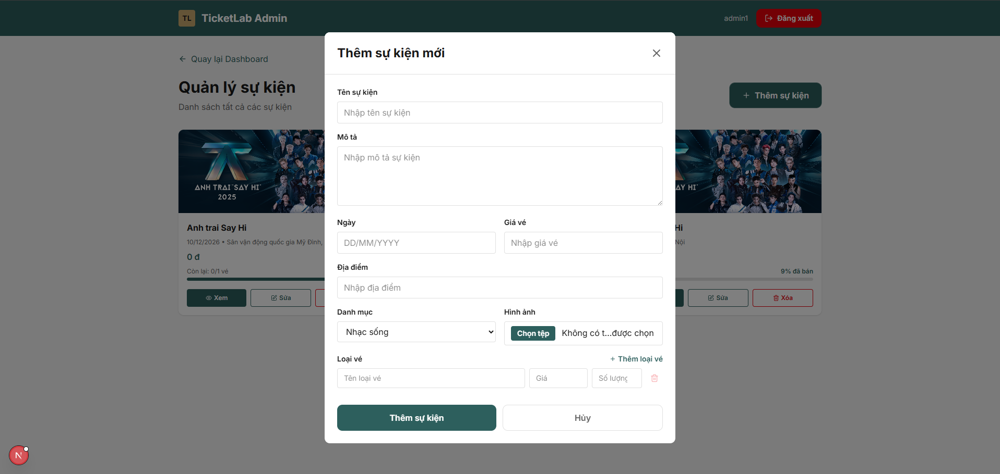 TL TicketLab Admin
admin1
Đăng xuất
Quay lại Dashboard
Quản lý sự kiện
Danh sách tất cả các sự kiện
+ Thêm sự kiện
ANH TRAI "SAY HI"
2025
Anh trai Say Hi
10/12/2026 • Sân vận động quốc gia Mỹ Đình,
0 đ
Còn lại: 0/1 vé
Xem
Sửa
Thêm sự kiện mới
Tên sự kiện
Nhập tên sự kiện
Mô tả
Nhập mô tả sự kiện
Ngày
Giá vé
DD/MM/YYYY
Nhập giá vé
Địa điểm
Nhập địa điểm
Danh mục
Hình ảnh
Nhạc sống
Chọn tệp Không có t...được chọn
Loại vé
+ Thêm loại vé
Tên loại vé
Giá
Số lượng
Thêm sự kiện
Hủy
AY HI"
Hi
Nội
9% đã bán
Sửa
Xóa
N